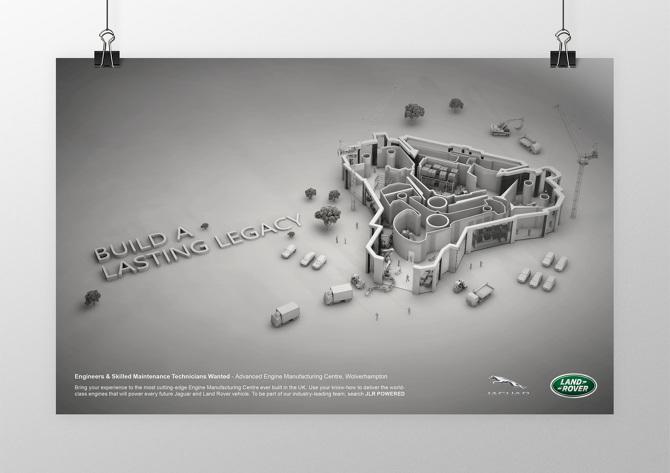 BUILD A
LASTING LEGACY
Engineers & Skilled Maintenance Technicians Wanted - Advanced Engine Manufacturing Centre, Wolverhampton
Bring your experience to the most cutting-edge Engine Manufacturing Centre ever built in the UK. Use your know-how to deliver the world-
class engines that will power every future Jaguar and Land Rover vehicle. To be part of our industry-leading team, search JLR POWERED
JAGUAR
LAND-
-ROVER